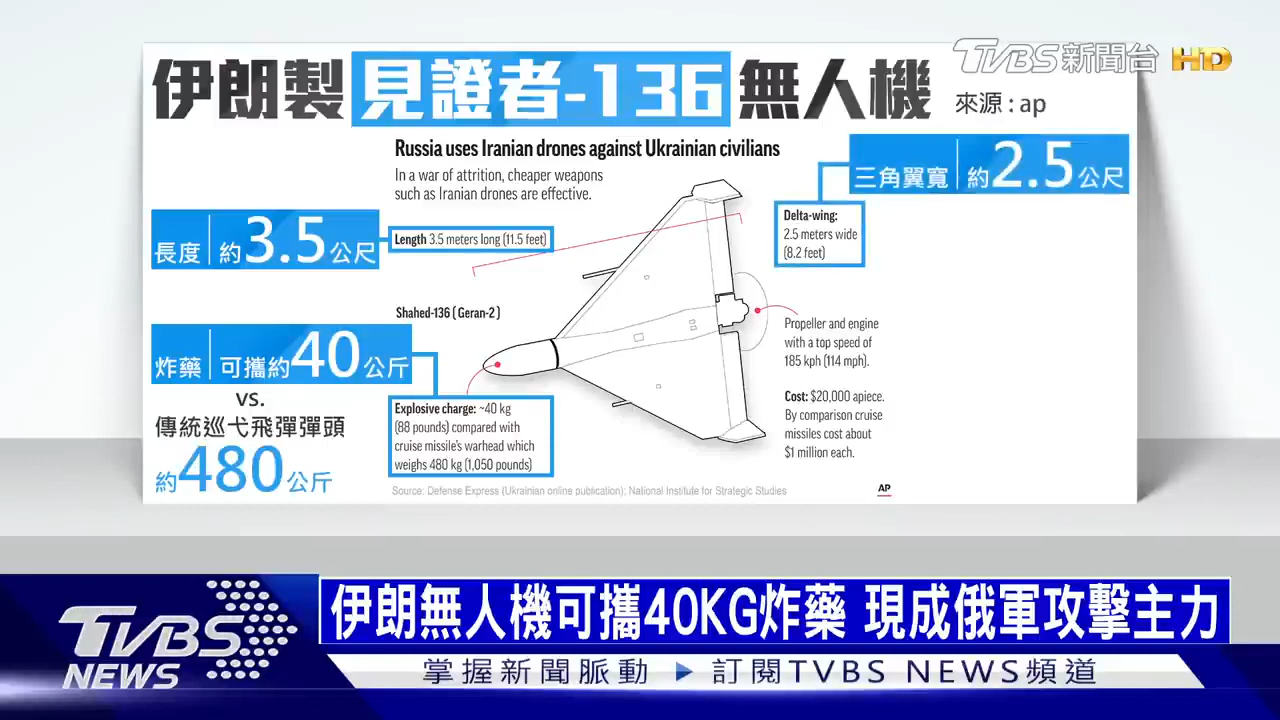 伊朗製見證者-136無人機
來源:ap
TVBS新聞台 HD
Russia uses Iranian drones against Ukrainian civilians
In a war of attrition, cheaper weapons
such as Iranian drones are effective.
三角翼寬 約2.5公尺
Delta-wing:
2.5 meters wide
(8.2 feet)
長度 約3.5公尺
Length 3.5 meters long (11.5 feet)
Shahed-136 (Geran-2)
炸藥 可攜約40公斤
vs.
傳統巡弋飛彈彈頭
約480公斤
Explosive charge: ~40 kg
(88 pounds) compared with
cruise missile's warhead which
weighs 480 kg (1,050 pounds)
Propeller and engine
with a top speed of
185 kph (114 mph).
Cost: $20,000 apiece.
By comparison cruise
missiles cost about
$1 million each.
Source: Defense Express (Ukrainian online publication); National Institute for Strategic Studies
AP
TVBS
NEWS
伊朗無人機可攜40KG炸藥 現成俄軍攻擊主力
掌握新聞脈動 ▶ 訂閱TVBS NEWS頻道